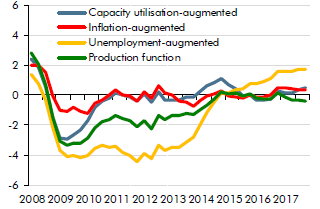 6
Capacity utilisation-augmented
Inflation-augmented
4
Unemployment-augmented
Production function
2
0
-2
-4
-6
2008 2009 2010 2011 2012 2013 2014 2015 2016 2017